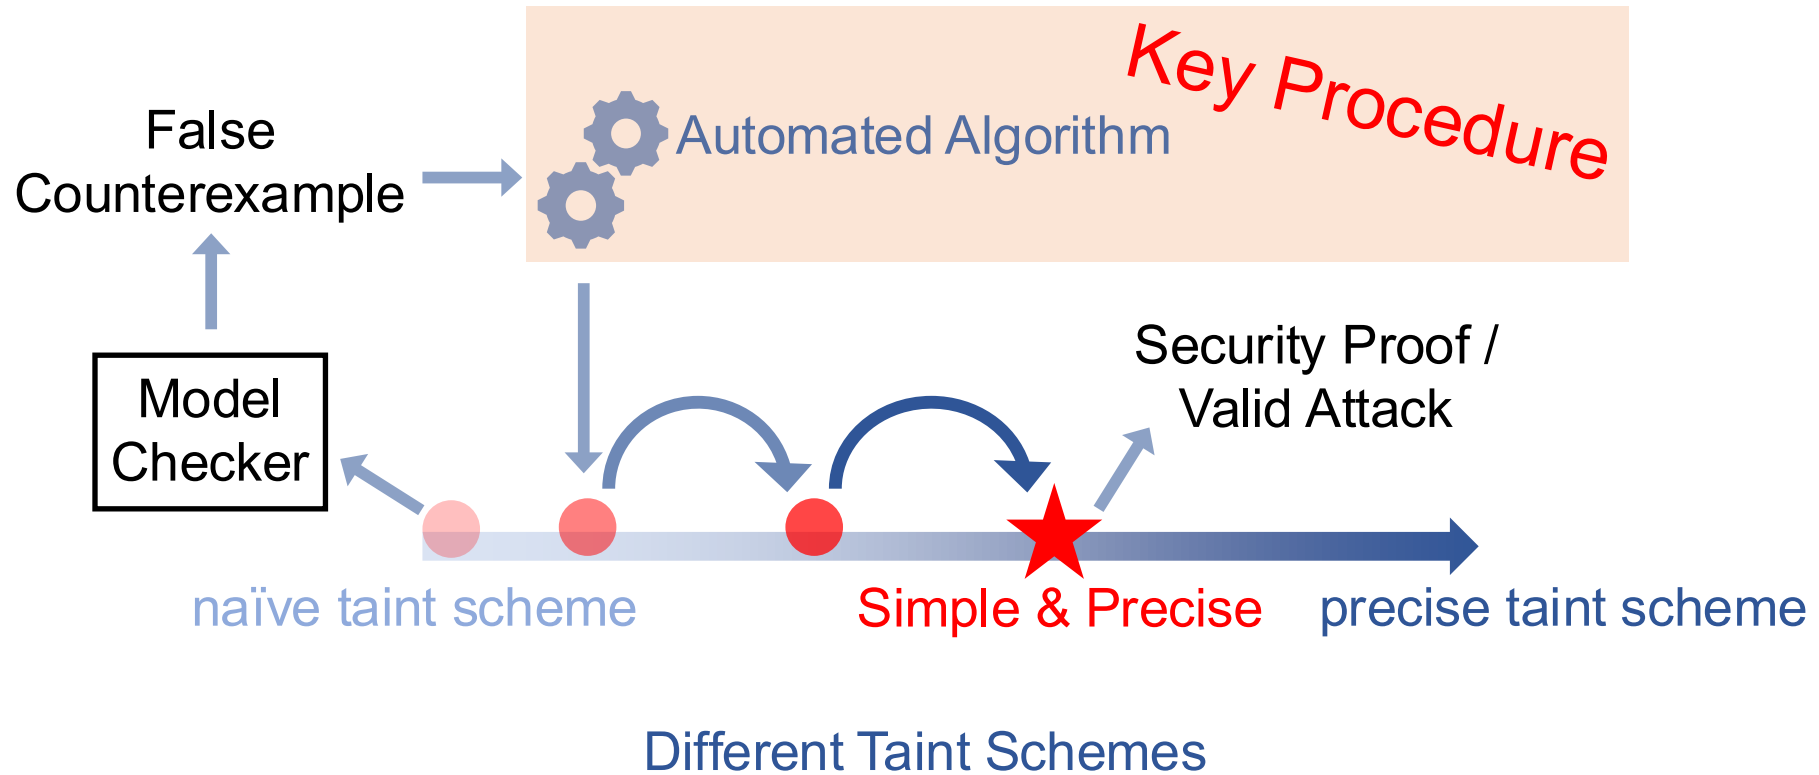 Key Procedure
False
Counterexample
Automated Algorithm
Model
Checker
Security Proof /
Valid Attack
naïve taint scheme
Simple & Precise
precise taint scheme
Different Taint Schemes